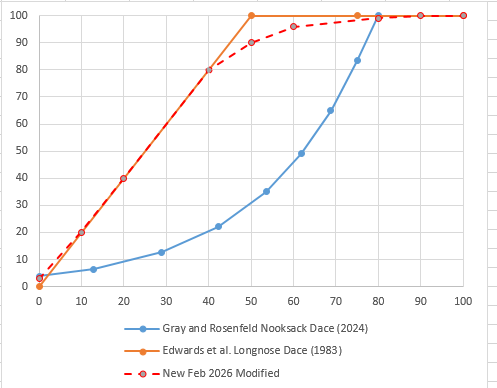 100
90
80
70
60
50
40
30
20
10
0
0 10 20 30 40 50 60 70 80 90 100
Gray and Rosenfeld Nooksack Dace (2024)
Edwards et al. Longnose Dace (1983)
New Feb 2026 Modified